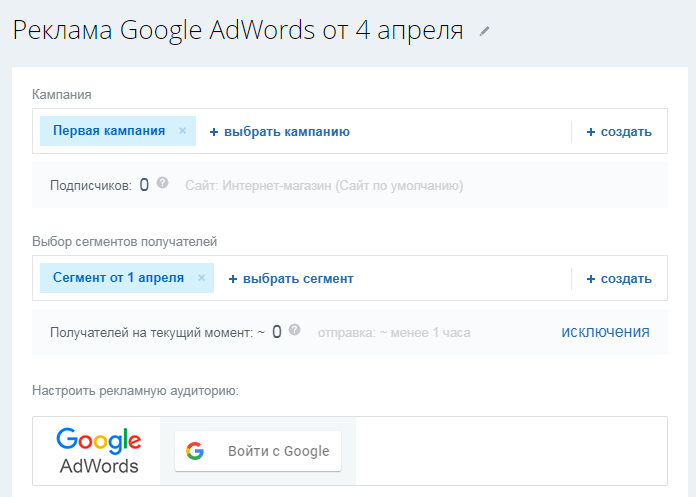 Реклама Google AdWords от 4 апреля
Кампания
Первая кампания × + выбрать кампанию + создать
Подписчиков: 0 ? Сайт: Интернет-магазин (Сайт по умолчанию)
Выбор сегментов получателей
Сегмент от 1 апреля × + выбрать сегмент + создать
Получателей на текущий момент: ~ 0 ? отправка: ~ менее 1 часа исключения
Настроить рекламную аудиторию:
Google
AdWords
G Войти с Google